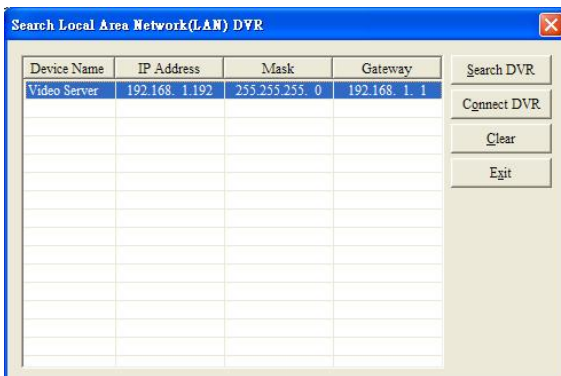 Search Local Area Network(LAN) DVR
Device Name IP Address Mask Gateway
Video Server 192.168. 1.192 255.255.255. 0 192.168. 1. 1
Search DVR
Connect DVR
Clear
Exit